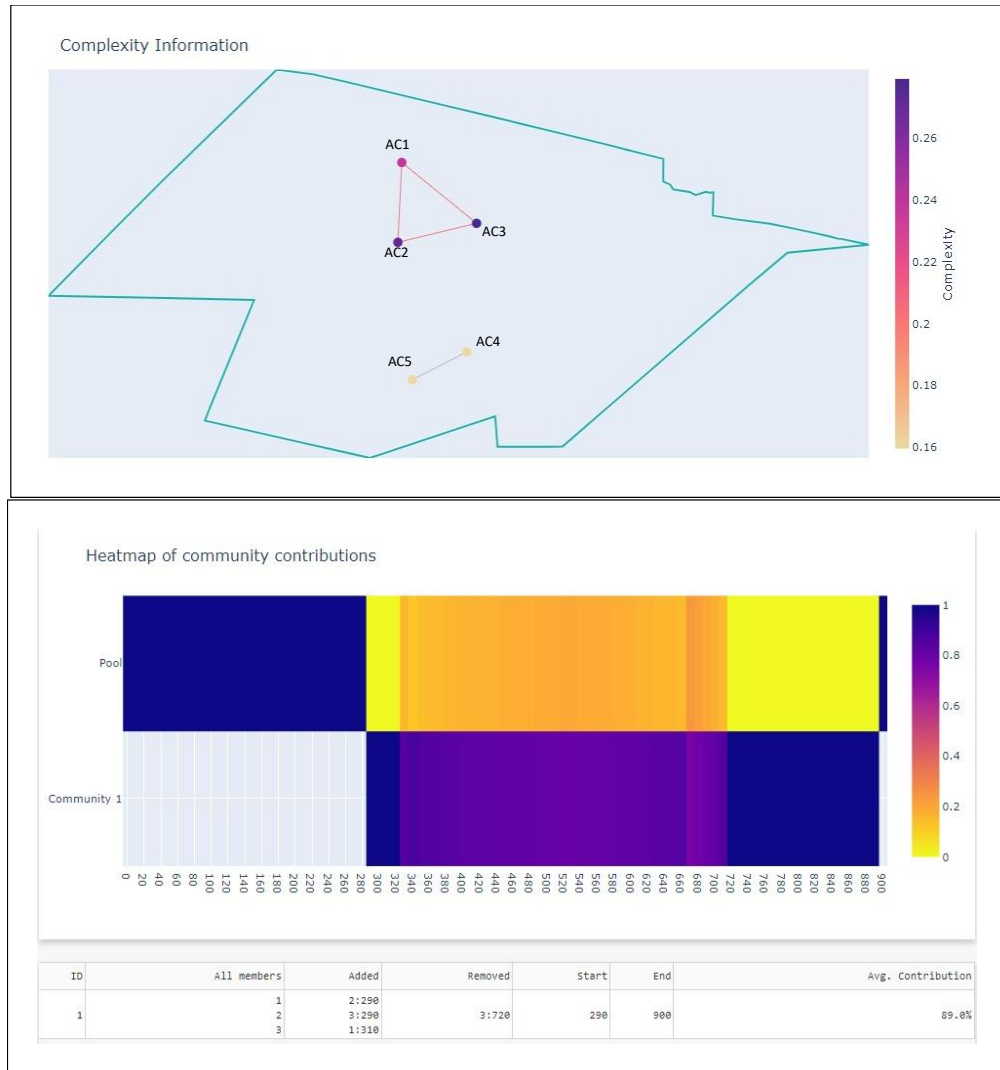 Complexity Information
AC1
AC3
AC2
AC4
AC5
0.26
0.24
0.22
0.2
0.18
0.16
Complexity
Heatmap of community contributions
Pool
Community 1
1
0.8
0.6
0.4
0.2
0
0 20 40 60 80 100 120 140 160 180 200 220 240 260 280 300 320 340 360 380 400 420 440 460 480 500 520 540 560 580 600 620 640 660 680 700 720 740 760 780 800 820 840 860 880 900
ID All members Added Removed Start End Avg. Contribution
1 2:290
1 2 3:290 3:720 290 900 89.0%
3 1:310